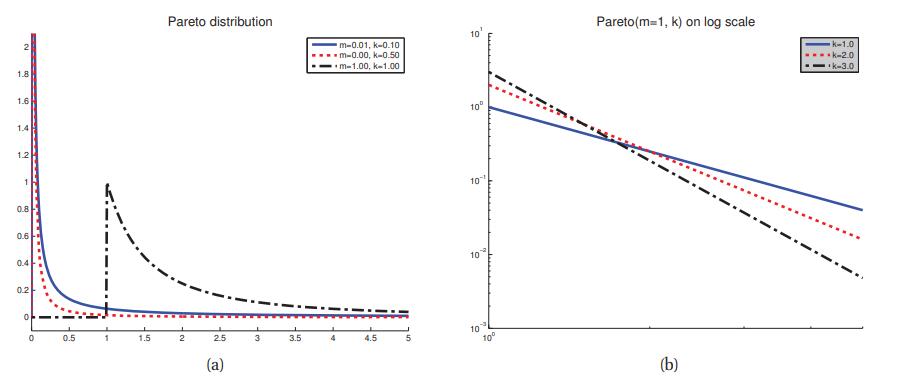 Pareto distribution
2
1.8
1.6
1.4
1.2
1
0.8
0.6
0.4
0.2
0
m=0.01, k=0.10
m=0.00, k=0.50
m=1.00, k=1.00
0 0.5 1 1.5 2 2.5 3 3.5 4 4.5 5
(a)
Pareto(m=1, k) on log scale
10¹
10⁰
10⁻¹
10⁻²
10⁻³
k=1.0
k=2.0
k=3.0
10⁰
(b)